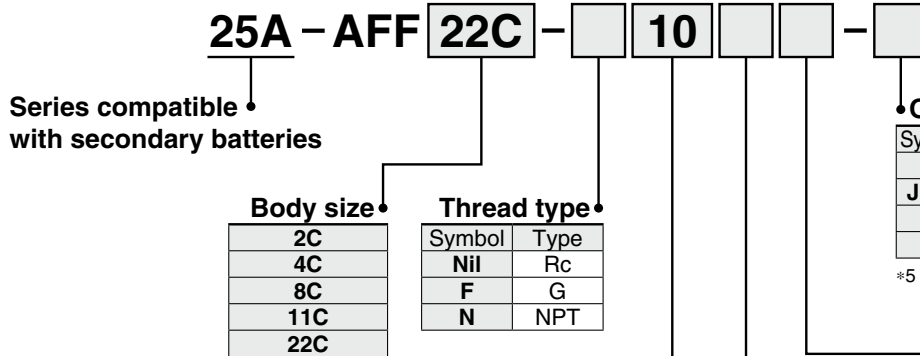 25A – AFF 22C – 10 –
Series compatible
with secondary batteries
Body size
2C
4C
8C
11C
22C
Thread type
Symbol Type
Nil Rc
F G
N NPT
J
*5